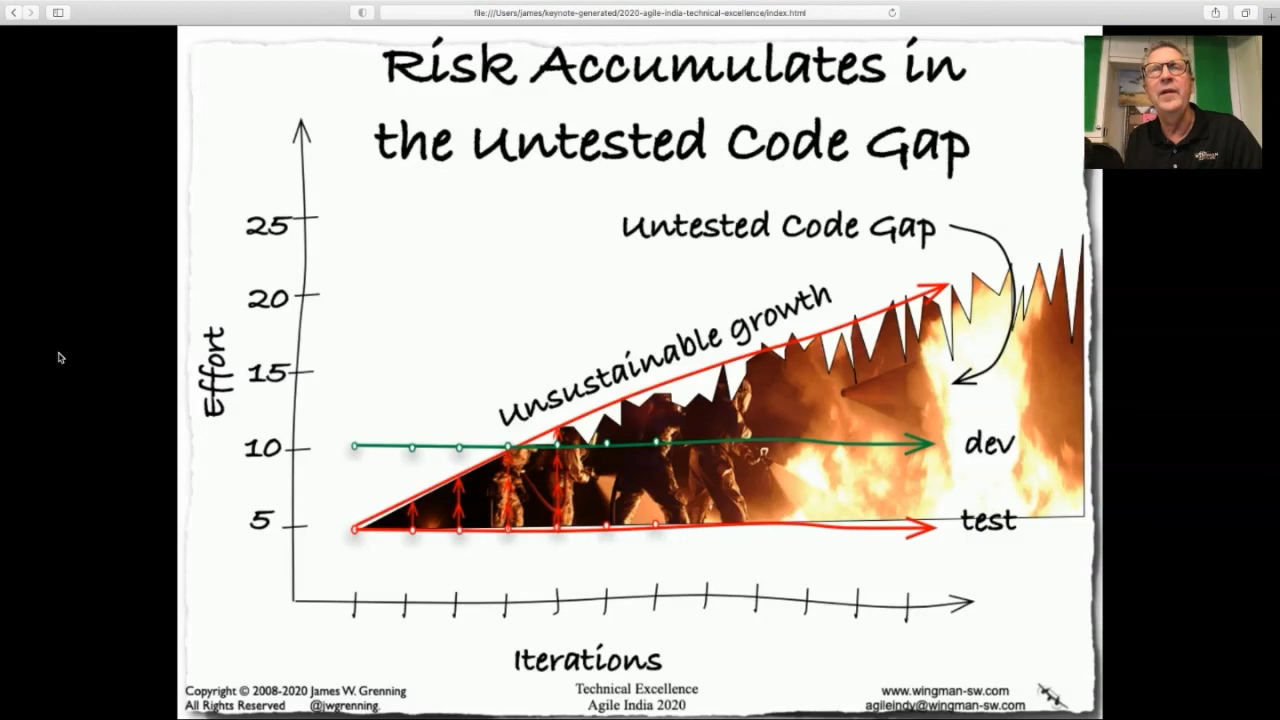 file:///Users/james/keynote-generated/2020-agile-india-technical-excellence/index.html
Risk Accumulates in
the Untested Code Gap
Untested Code Gap
25
20
15
10
5
Effort
Unsustainable growth
dev
test
Iterations
Copyright © 2008-2020 James W. Grenning
All Rights Reserved @jwgrenning.
Technical Excellence
Agile India 2020
www.wingman-sw.com
agileindy@wingman-sw.com